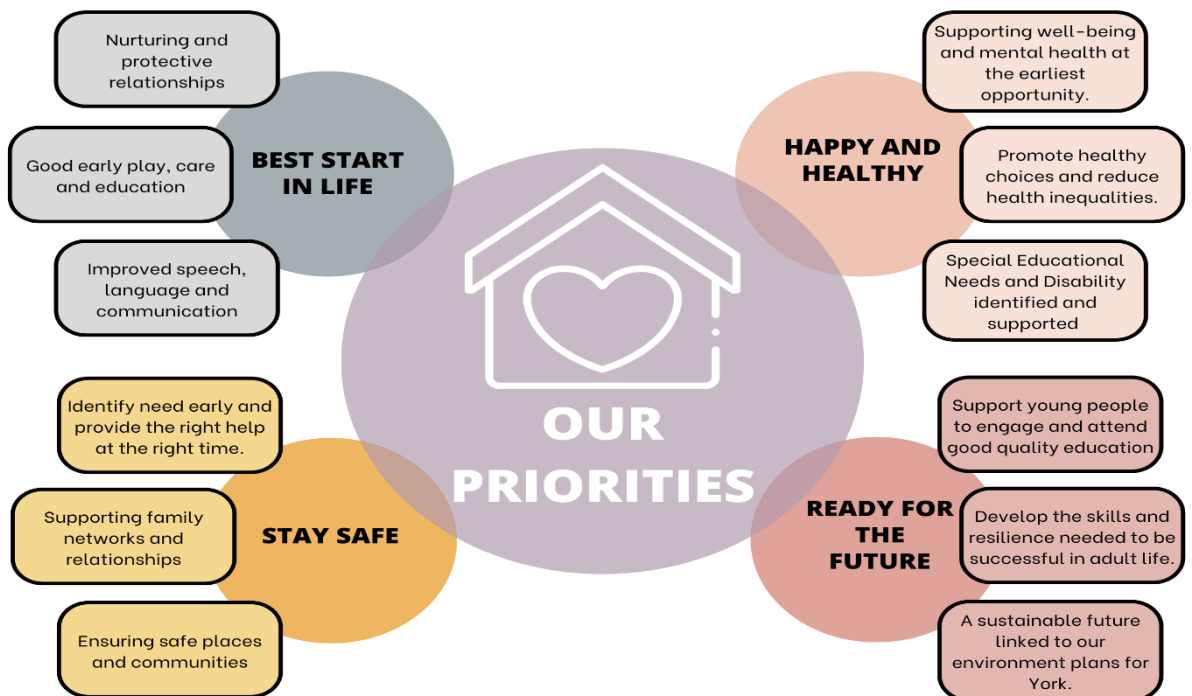 Nurturing and
protective
relationships
Good early play, care
and education
Improved speech,
language and
communication
BEST START
IN LIFE
Supporting well-being
and mental health at
the earliest
opportunity.
Promote healthy
choices and reduce
health inequalities.
Special Educational
Needs and Disability
identified and
supported
HAPPY AND
HEALTHY
OUR
PRIORITIES
Identify need early and
provide the right help
at the right time.
Supporting family
networks and
relationships
Ensuring safe places
and communities
STAY SAFE
Support young people
to engage and attend
good quality education
Develop the skills and
resilience needed to be
successful in adult life.
A sustainable future
linked to our
environment plans for
York.
READY FOR
THE
FUTURE